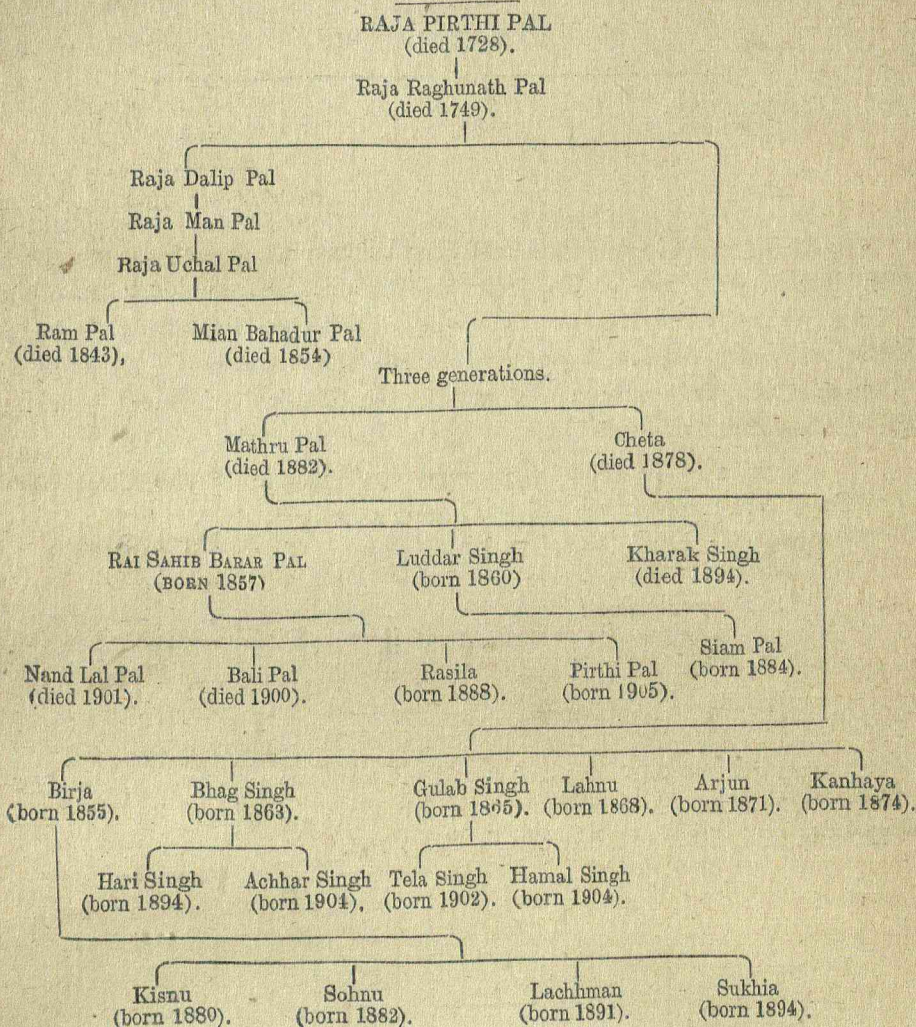 RAJA PIRTHI PAL
(died 1728).
Raja Raghunath Pal
(died 1749).
Raja Dalip Pal
Raja Man Pal
Raja Uchal Pal
Ram Pal
(died 1843),
Mian Bahadur Pal
(died 1854)
Three generations.
Mathru Pal
(died 1882).
Cheta
(died 1878).
RAI SAHIB BARAR PAL
(BORN 1857)
Luddar Singh
(born 1860)
Kharak Singh
(died 1894).
Siam Pal
(born 1884).
Nand Lal Pal
(died 1901).
Bali Pal
(died 1900).
Rasila
(born 1888).
Pirthi Pal
(born 1905).
Birja
(born 1855).
Bhag Singh
(born 1863).
Gulab Singh
(born 1865).
Lahnu
(born 1868).
Arjun
(born 1871).
Kanhaya
(born 1874).
Hari Singh
(born 1894).
Achhar Singh
(born 1904),
Tela Singh
(born 1902).
Hamal Singh
(born 1904).
Kisnu
(born 1880).
Sohnu
(born 1882).
Lachhman
(born 1891).
Sukhia
(born 1894).